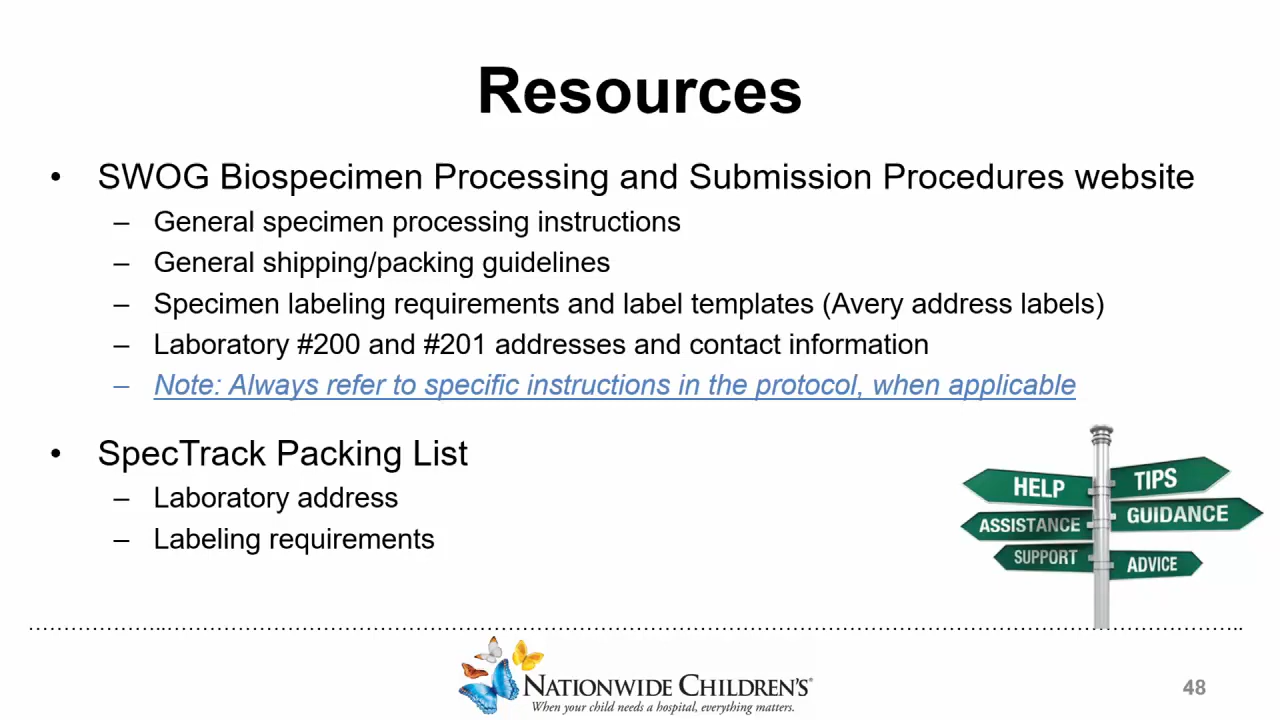 Resources
• SWOG Biospecimen Processing and Submission Procedures website
– General specimen processing instructions
– General shipping/packing guidelines
– Specimen labeling requirements and label templates (Avery address labels)
– Laboratory #200 and #201 addresses and contact information
– Note: Always refer to specific instructions in the protocol, when applicable
• SpecTrack Packing List
– Laboratory address
– Labeling requirements
HELP
TIPS
ASSISTANCE
GUIDANCE
SUPPORT
ADVICE
NATIONWIDE CHILDREN'S®
When your child needs a hospital, everything matters.
48